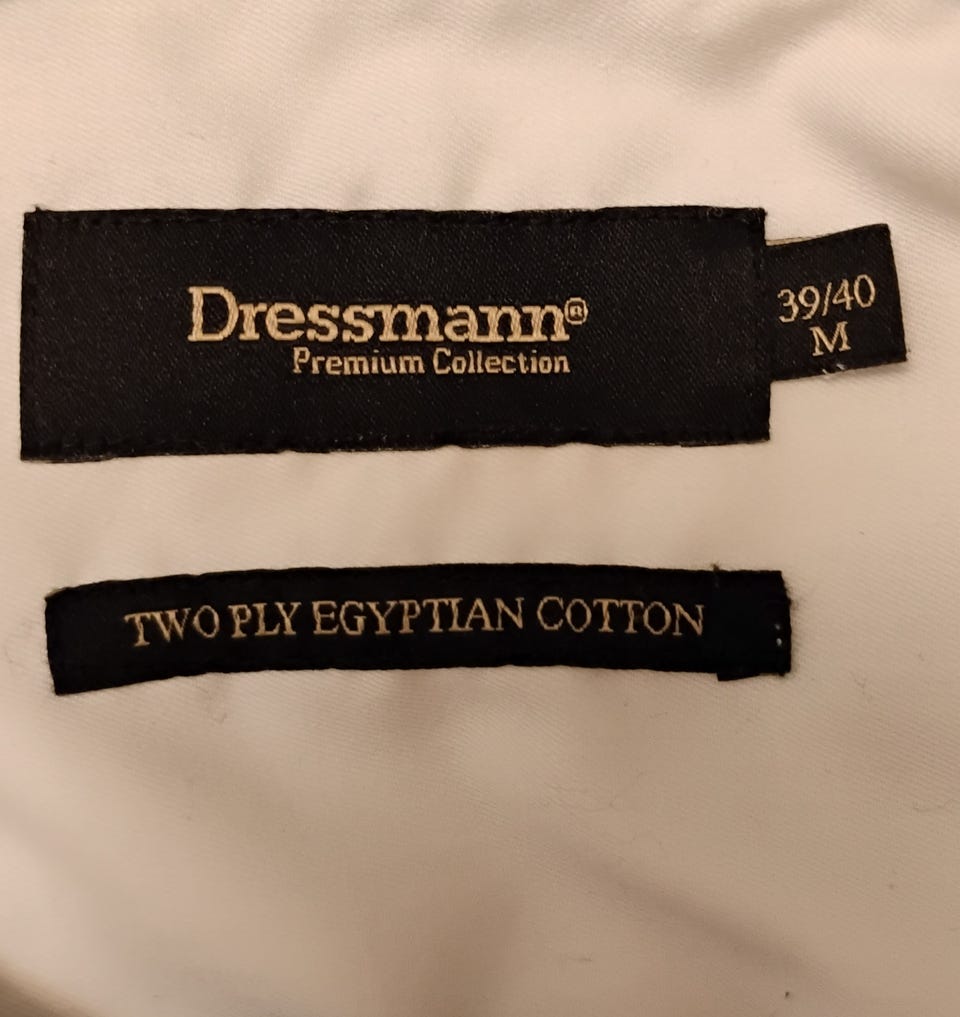 Dressmann®
Premium Collection
39/40
M
TWO PLY EGYPTIAN COTTON